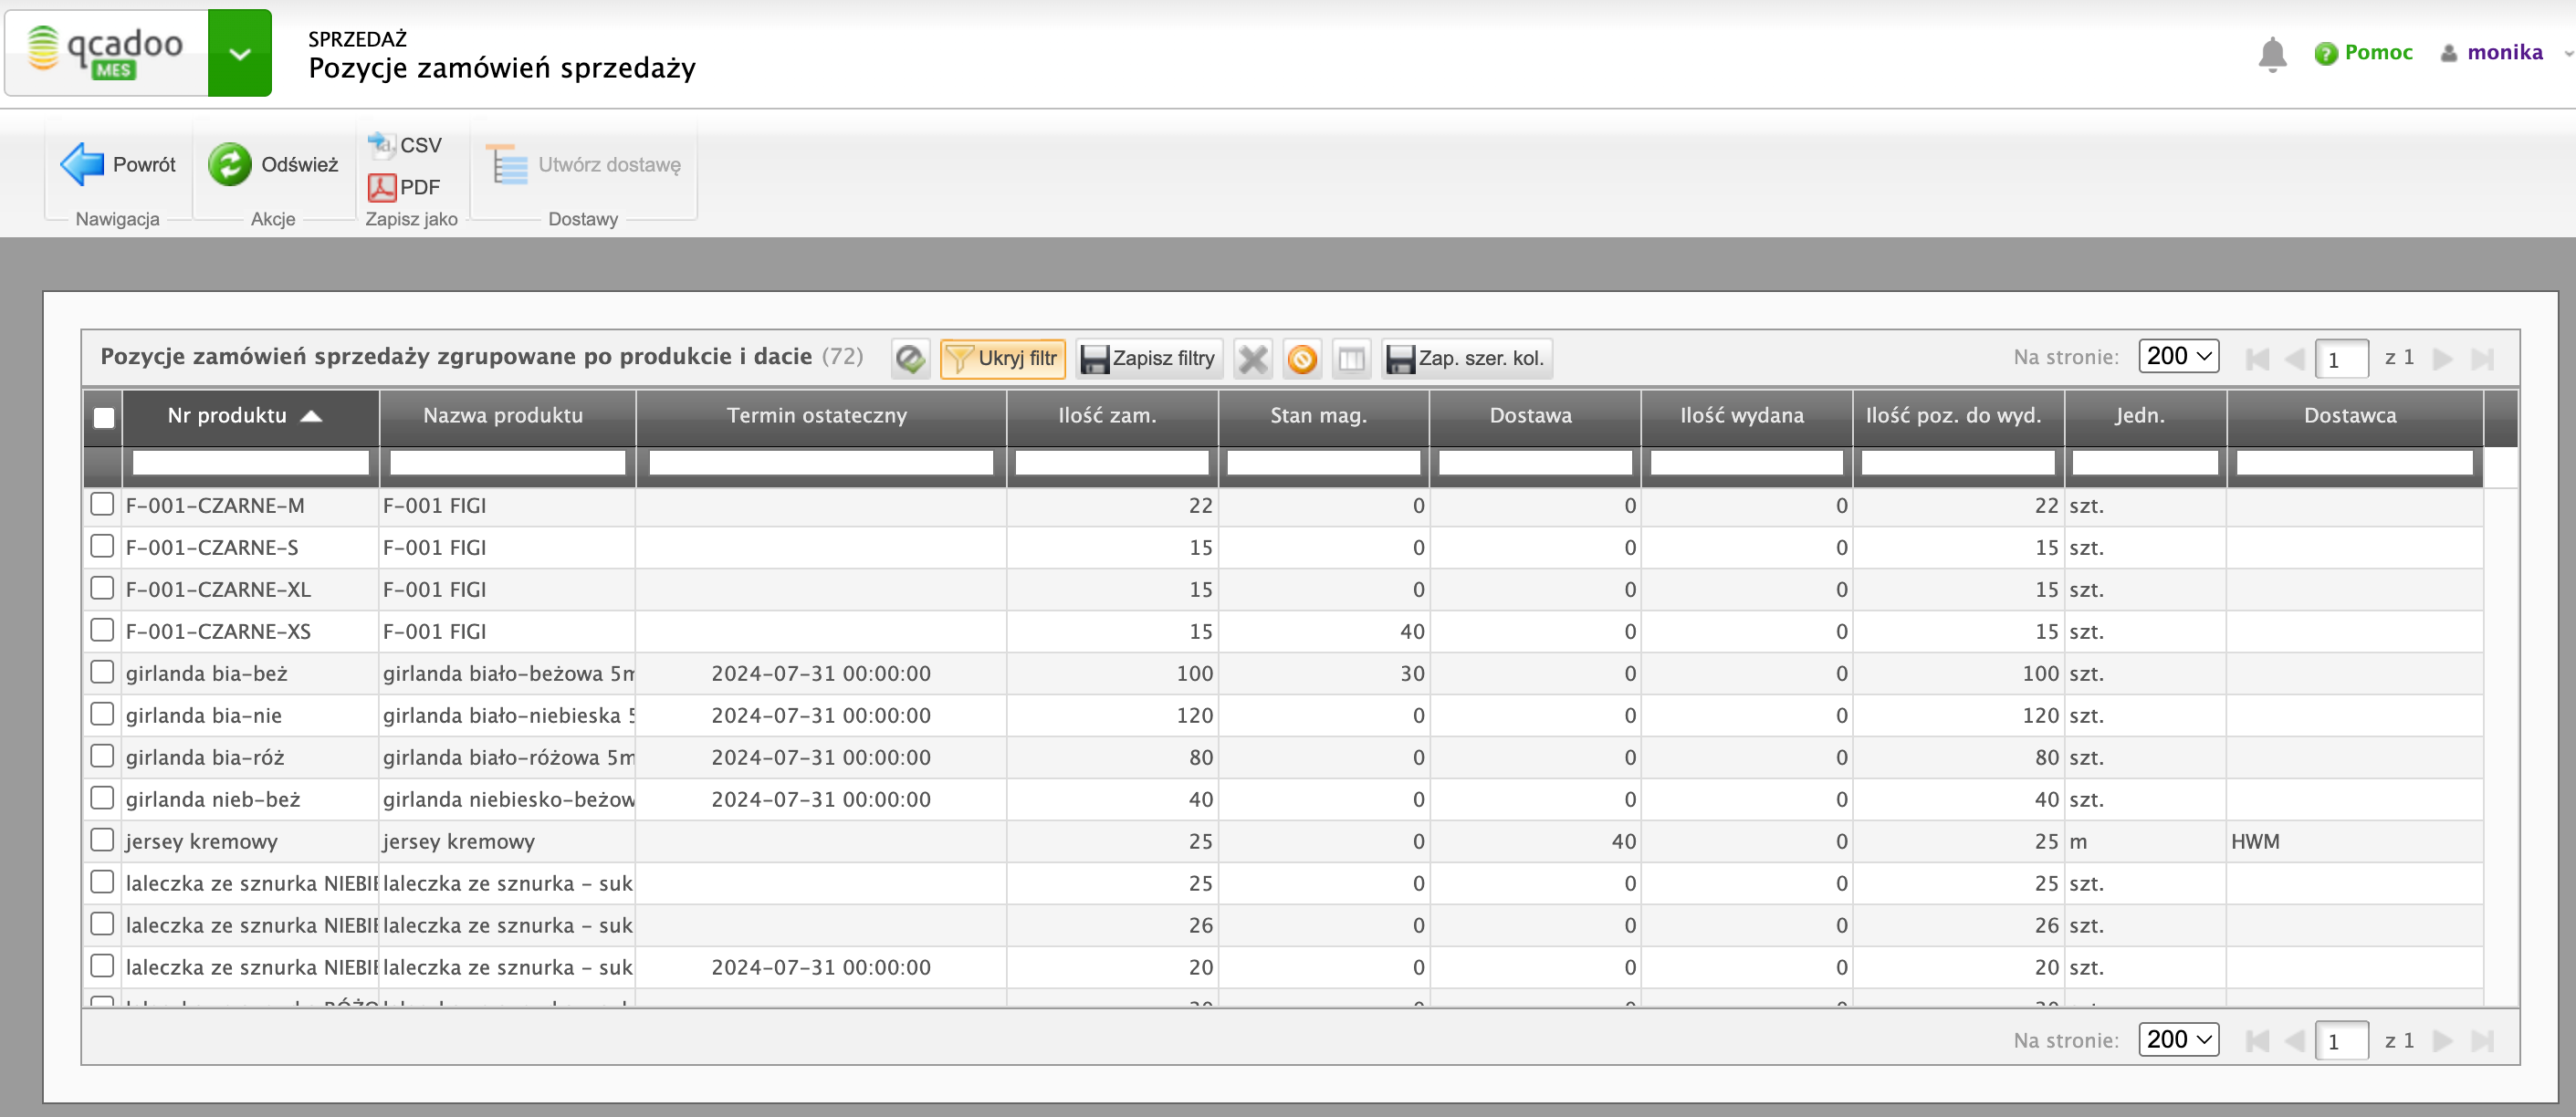 qcadoo
MES
SPRZEDAŻ
Pozycje zamówień sprzedaży
Pomoc
monika
Powrót
Nawigacja
Odśwież
Akcje
CSV
PDF
Zapisz jako
Utwórz dostawę
Dostawy
Pozycje zamówień sprzedaży zgrupowane po produkcie i dacie (72) Ukryj filtr Zapisz filtry Zap. szer. kol. Na stronie: 200 1 z 1
Nr produktu Nazwa produktu Termin ostateczny Ilość zam. Stan mag. Dostawa Ilość wydana Ilość poz. do wyd. Jedn. Dostawca
F-001-CZARNE-M F-001 FIGI 22 0 0 0 22 szt.
F-001-CZARNE-S F-001 FIGI 15 0 0 0 15 szt.
F-001-CZARNE-XL F-001 FIGI 15 0 0 0 15 szt.
F-001-CZARNE-XS F-001 FIGI 15 40 0 0 15 szt.
girlanda bia-beż girlanda biało-beżowa 5m 2024-07-31 00:00:00 100 30 0 0 100 szt.
girlanda bia-nie girlanda biało-niebieska 5 2024-07-31 00:00:00 120 0 0 0 120 szt.
girlanda bia-róż girlanda biało-różowa 5m 2024-07-31 00:00:00 80 0 0 0 80 szt.
girlanda nieb-beż girlanda niebiesko-beżow 2024-07-31 00:00:00 40 0 0 0 40 szt.
jersey kremowy jersey kremowy 25 0 40 0 25 m HWM
laleczka ze sznurka NIEBIE laleczka ze sznurka - suk 25 0 0 0 25 szt.
laleczka ze sznurka NIEBIE laleczka ze sznurka - suk 26 0 0 0 26 szt.
laleczka ze sznurka NIEBIE laleczka ze sznurka - suk 2024-07-31 00:00:00 20 0 0 0 20 szt.
Na stronie: 200 1 z 1